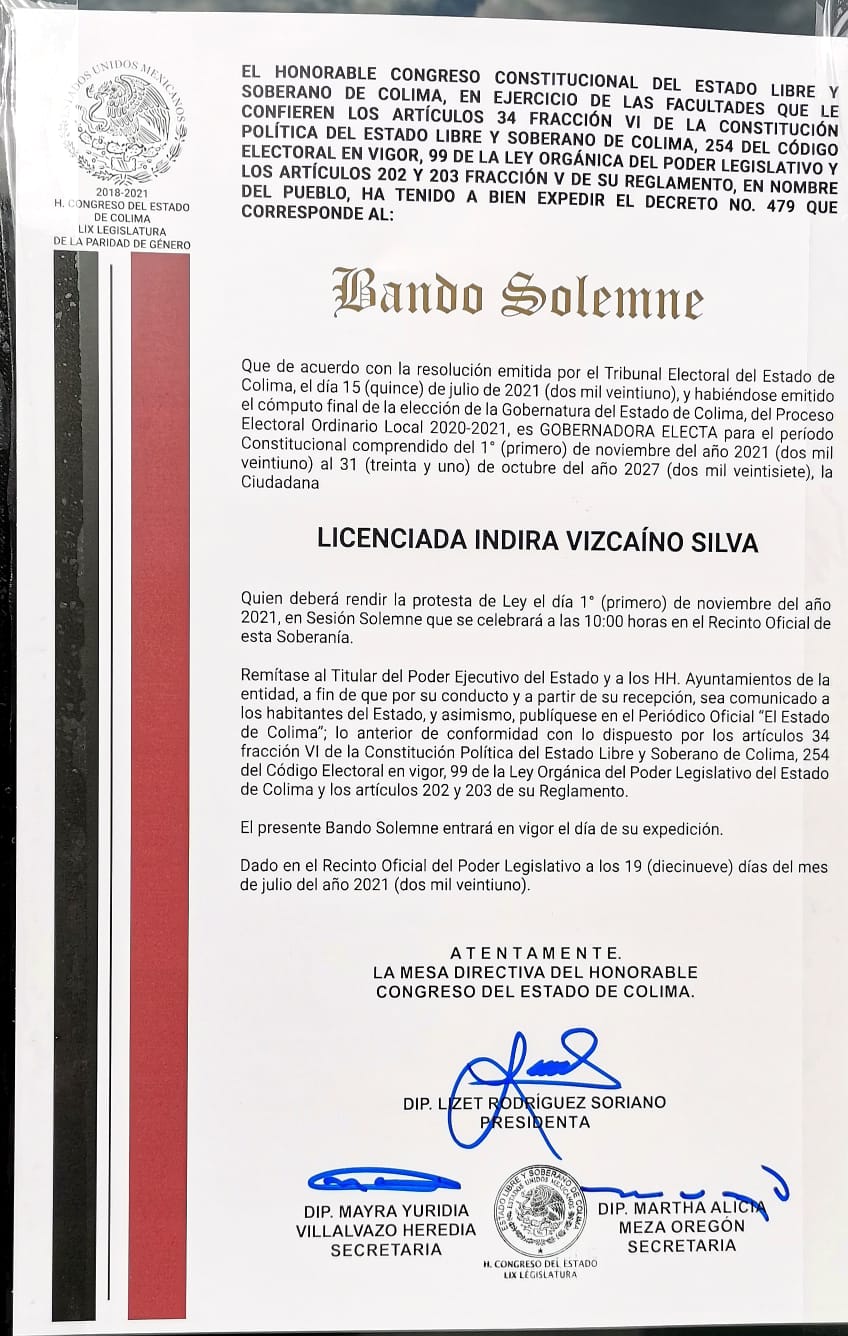 ESTADOS UNIDOS MEXICANOS
2018-2021
H. CONGRESO DEL ESTADO
DE COLIMA
LIX LEGISLATURA
DE LA PARIDAD DE GÉNERO
EL HONORABLE CONGRESO CONSTITUCIONAL DEL ESTADO LIBRE Y
SOBERANO DE COLIMA, EN EJERCICIO DE LAS FACULTADES QUE LE
CONFIEREN LOS ARTÍCULOS 34 FRACCIÓN VI DE LA CONSTITUCIÓN
POLÍTICA DEL ESTADO LIBRE Y SOBERANO DE COLIMA, 254 DEL CÓDIGO
ELECTORAL EN VIGOR, 99 DE LA LEY ORGÁNICA DEL PODER LEGISLATIVO Y
LOS ARTÍCULOS 202 Y 203 FRACCIÓN V DE SU REGLAMENTO, EN NOMBRE
DEL PUEBLO, HA TENIDO A BIEN EXPEDIR EL DECRETO NO. 479 QUE
CORRESPONDE AL:
Bando Solemne
Que de acuerdo con la resolución emitida por el Tribunal Electoral del Estado de
Colima, el día 15 (quince) de julio de 2021 (dos mil veintiuno), y habiéndose emitido
el cómputo final de la elección de la Gobernatura del Estado de Colima, del Proceso
Electoral Ordinario Local 2020-2021, es GOBERNADORA ELECTA para el período
Constitucional comprendido del 1° (primero) de noviembre del año 2021 (dos mil
veintiuno) al 31 (treinta y uno) de octubre del año 2027 (dos mil veintisiete), la
Ciudadana
LICENCIADA INDIRA VIZCAÍNO SILVA
Quien deberá rendir la protesta de Ley el día 1° (primero) de noviembre del año
2021, en Sesión Solemne que se celebrará a las 10:00 horas en el Recinto Oficial de
esta Soberanía.
Remítase al Titular del Poder Ejecutivo del Estado y a los HH. Ayuntamientos de la
entidad, a fin de que por su conducto y a partir de su recepción, sea comunicado a
los habitantes del Estado, y asimismo, publíquese en el Periódico Oficial “El Estado
de Colima”; lo anterior de conformidad con lo dispuesto por los artículos 34
fracción VI de la Constitución Política del Estado Libre y Soberano de Colima, 254
del Código Electoral en vigor, 99 de la Ley Orgánica del Poder Legislativo del Estado
de Colima y los artículos 202 y 203 de su Reglamento.
El presente Bando Solemne entrará en vigor el día de su expedición.
Dado en el Recinto Oficial del Poder Legislativo a los 19 (diecinueve) días del mes
de julio del año 2021 (dos mil veintiuno).
ATENTAMENTE.
LA MESA DIRECTIVA DEL HONORABLE
CONGRESO DEL ESTADO DE COLIMA.
DIP. LIZET RODRÍGUEZ SORIANO
PRESIDENTA
DIP. MAYRA YURIDIA
VILLALVAZO HEREDIA
SECRETARIA
ESTADO LIBRE Y SOBERANO DE COLIMA
ESTADOS UNIDOS MEXICANOS
H. CONGRESO DEL ESTADO
LIX LEGISLATURA
DIP. MARTHA ALICIA
MEZA OREGÓN
SECRETARIA